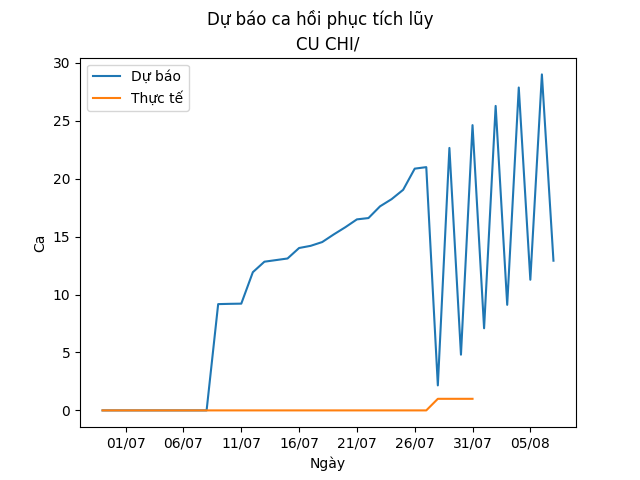 Dự báo ca hồi phục tích lũy
CU CHI/
Dự báo
Thực tế
Ca
30
25
20
15
10
5
0
01/07 06/07 11/07 16/07 21/07 26/07 31/07 05/08
Ngày